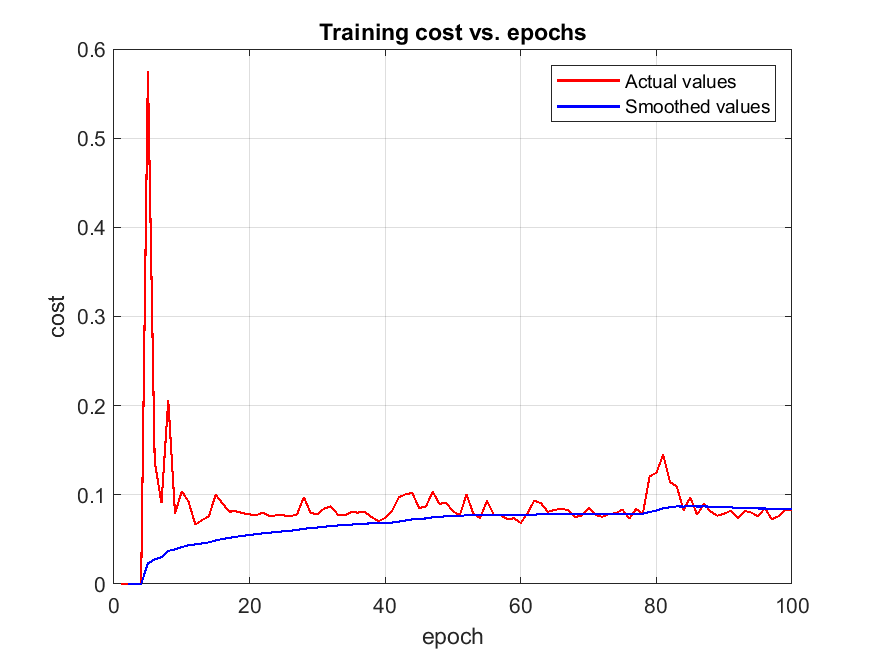 Training cost vs. epochs
0.6
Actual values
Smoothed values
0.5
0.4
0.3
cost
0.2
0.1
0
0 20 40 60 80 100
epoch